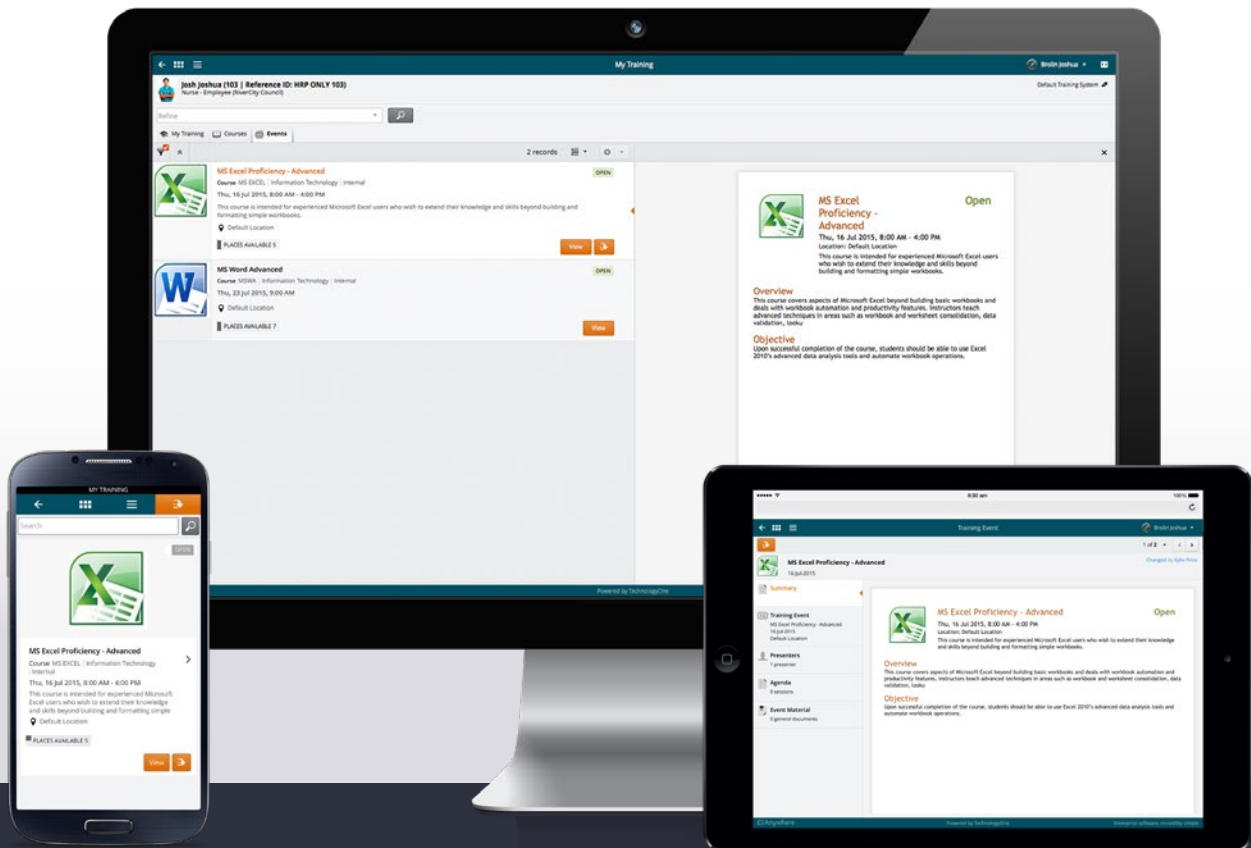 My Training
Brolin Joshua
Josh Joshua (103 | Reference ID: HRP ONLY 103)
Nurse - Employee (RiverCity Council)
Default Training System
Refine
My Training Courses Events
2 records
MS Excel Proficiency - Advanced
OPEN
Course MS EXCEL Information Technology Internal
Thu, 16 Jul 2015, 8:00 AM - 4:00 PM
This course is intended for experienced Microsoft Excel users who wish to extend their knowledge and skills beyond building and
formatting simple workbooks.
Default Location
PLACES AVAILABLE 5
View
MS Word Advanced
OPEN
Course MSWA Information Technology Internal
Thu, 23 Jul 2015, 9:00 AM
Default Location
PLACES AVAILABLE 7
View
MS Excel
Proficiency -
Advanced
Open
Thu, 16 Jul 2015, 8:00 AM - 4:00 PM
Location: Default Location
This course is intended for experienced Microsoft Excel users
who wish to extend their knowledge and skills beyond
building and formatting simple workbooks.
Overview
This course covers aspects of Microsoft Excel beyond building basic workbooks and
deals with workbook automation and productivity features. Instructors teach
advanced techniques in areas such as workbook and worksheet consolidation, data
validation, looku
Objective
Upon successful completion of the course, students should be able to use Excel
2010's advanced data analysis tools and automate workbook operations.
Powered by TechnologyOne
MY TRAINING
Search
OPEN
MS Excel Proficiency - Advanced
Course MS EXCEL Information Technology
Internal
Thu, 16 Jul 2015, 8:00 AM - 4:00 PM
This course is intended for experienced Microsoft
Excel users who wish to extend their knowledge
and skills beyond building and formatting simple
Default Location
PLACES AVAILABLE 5
View
8:00 am
100%
Training Event
Brolin Joshua
1 of 2
MS Excel Proficiency - Advanced
16-Jul-2015
Changed by Kylie Price
Summary
Training Event
MS Excel Proficiency - Advanced
16-Jul-2015
Default Location
Presenters
1 presenter
Agenda
0 sessions
Event Material
0 general documents
MS Excel Proficiency - Advanced
Open
Thu, 16 Jul 2015, 8:00 AM - 4:00 PM
Location: Default Location
This course is intended for experienced Microsoft Excel users who wish to extend their knowledge
and skills beyond building and formatting simple workbooks.
Overview
This course covers aspects of Microsoft Excel beyond building basic workbooks and deals with workbook automation and
productivity features. Instructors teach advanced techniques in areas such as workbook and worksheet consolidation, data
validation, looku
Objective
Upon successful completion of the course, students should be able to use Excel 2010's advanced data analysis tools and
automate workbook operations.
Ci Anywhere
Powered by TechnologyOne
Enterprise software, incredibly simple